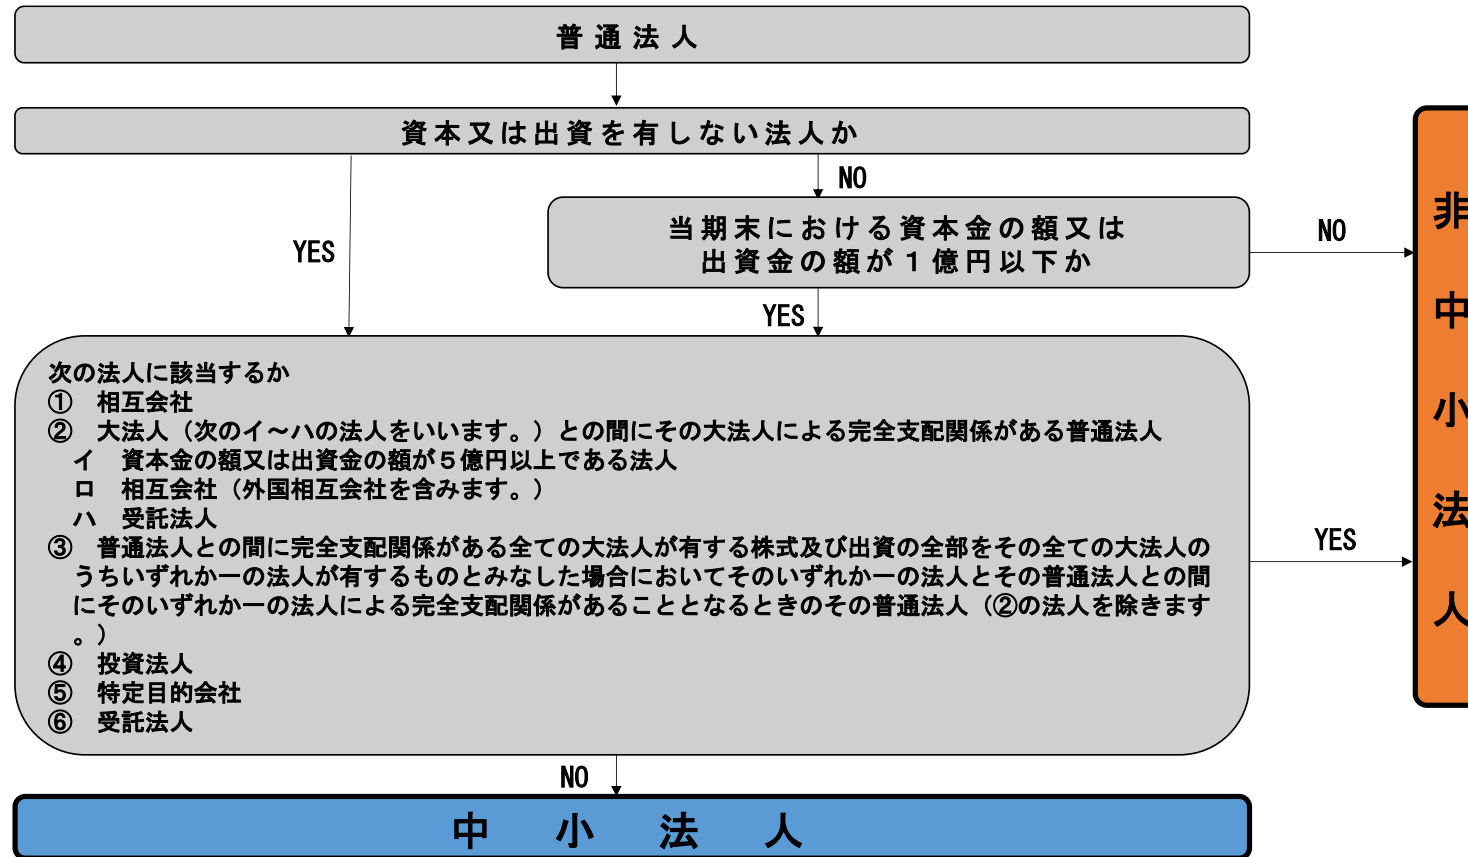 普通法人
資本又は出資を有しない法人か
NO
YES
当期末における資本金の額又は
出資金の額が１億円以下か
NO
YES
次の法人に該当するか
①　相互会社
②　大法人（次のイ～ハの法人をいいます。）との間にその大法人による完全支配関係がある普通法人
イ　資本金の額又は出資金の額が５億円以上である法人
ロ　相互会社（外国相互会社を含みます。）
ハ　受託法人
③　普通法人との間に完全支配関係がある全ての大法人が有する株式及び出資の全部をその全ての大法人の
うちいずれか一の法人が有するものとみなした場合においてそのいずれか一の法人とその普通法人との間
にそのいずれか一の法人による完全支配関係があることとなるときのその普通法人（②の法人を除きます
。）
④　投資法人
⑤　特定目的会社
⑥　受託法人
YES
NO
中小法人
非中小法人